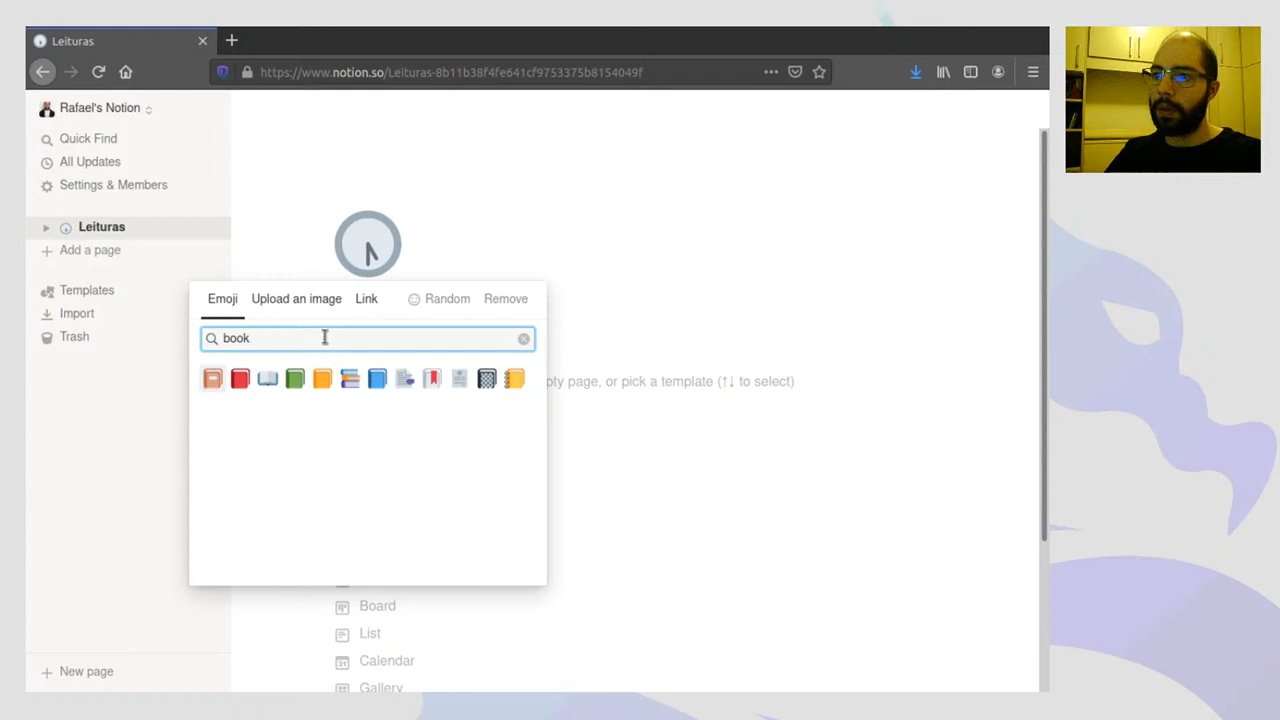 Leituras
https://www.notion.so/Leituras-8b11b38f4fe641cf9753375b8154049f
Rafael's Notion
Quick Find
All Updates
Settings & Members
Leituras
Add a page
Templates
Import
Trash
New page
Emoji Upload an image Link Random Remove
book
pty page, or pick a template (↑↓ to select)
Board
List
31 Calendar
Gallery